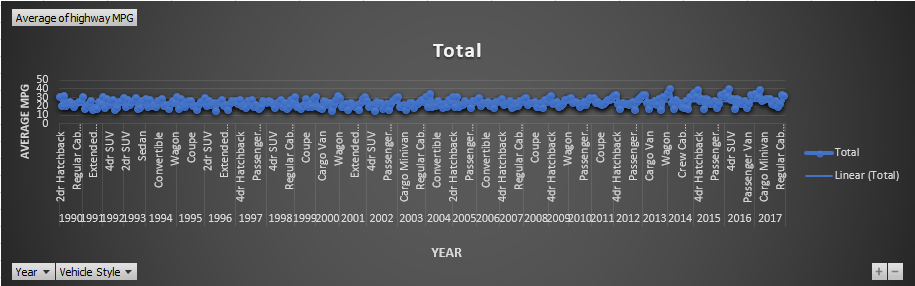 Average of highway MPG
Total
AVERAGE MPG
50
40
30
20
10
0
2dr Hatchback
Regular Cab…
Extended…
4dr SUV
2dr SUV
Sedan
Convertible
Wagon
Coupe
2dr SUV
Extended…
4dr Hatchback
Passenger…
4dr SUV
Regular Cab…
Cargo Van
Wagon
Coupe
4dr SUV
Passenger…
Cargo Minivan
Regular Cab…
Convertible
2dr Hatchback
Passenger…
Convertible
4dr Hatchback
Coupe
Sedan
4dr Hatchback
Wagon
Passenger…
Coupe
4dr Hatchback
Passenger…
Cargo Van
Wagon
Crew Cab…
4dr Hatchback
Passenger…
4dr SUV
Passenger Van
Cargo Minivan
Regular Cab…
1990 1991 1992 1993 1994 1995 1996 1997 1998 1999 2000 2001 2002 2003 2004 2005 2006 2007 2008 2009 2010 2011 2012 2013 2014 2015 2016 2017
YEAR
Total
Linear (Total)
Year Vehicle Style
+ −